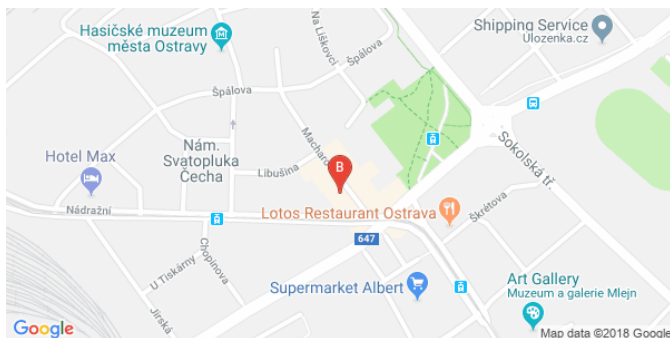 Hasičské muzeum
města Ostravy
Na Liškovci
Shipping Service
Ulozenka.cz
Špálova
Špálova
Nám.
Svatopluka
Čecha
Macharo
B
Sokolská tř.
Hotel Max
Libušina
Nádražní
Lotos Restaurant Ostrava
Škrétova
Chopinova
647
U Tiskárny
Supermarket Albert
Art Gallery
Muzeum a galerie Mlejn
Jirská
Google
Map data ©2018 Google